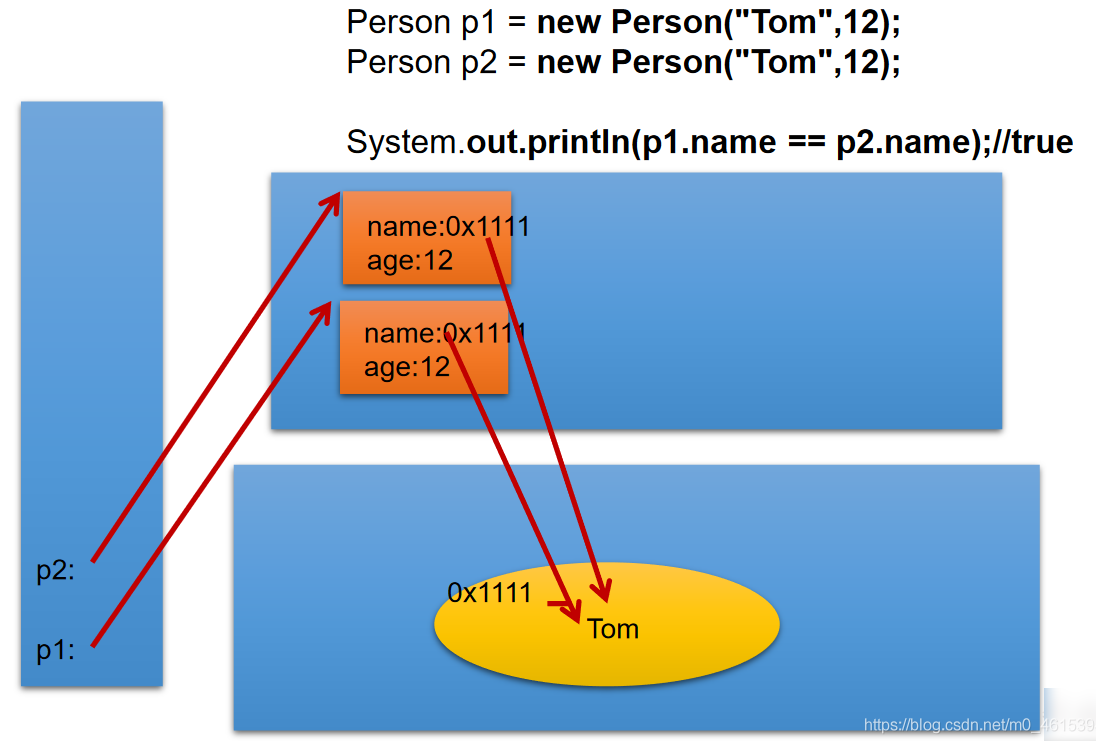 Person p1 = new Person("Tom",12);
Person p2 = new Person("Tom",12);
System.out.println(p1.name == p2.name);//true
name:0x1111
age:12
name:0x1111
age:12
p2:
p1:
0x1111
Tom
https://blog.csdn.net/m0_461539